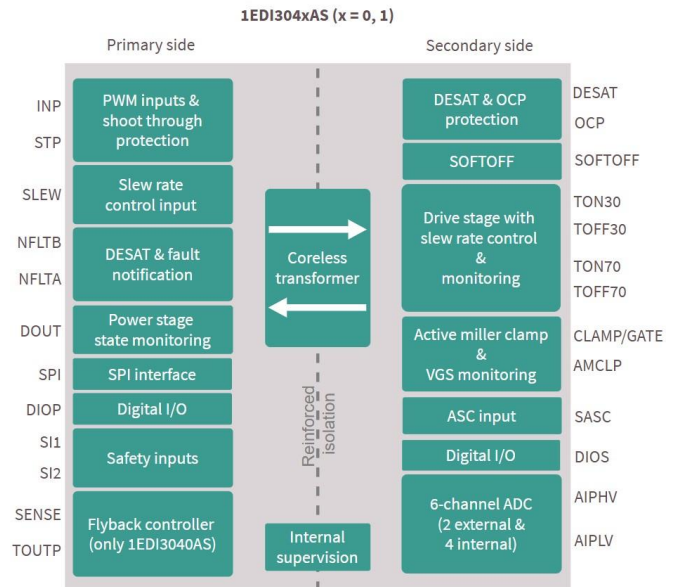 1EDI304xAS (x = 0, 1)
Primary side
Secondary side
INP
STP
PWM inputs &
shoot through
protection
SLEW
Slew rate
control input
NFLTB
NFLTA
DESAT & fault
notification
DOUT
Power stage
state monitoring
SPI
SPI interface
DIOP
Digital I/O
SI1
SI2
Safety inputs
SENSE
TOUTP
Flyback controller
(only 1EDI3040AS)
Coreless
transformer
Reinforced
isolation
Internal
supervision
DESAT & OCP
protection
DESAT
OCP
SOFTOFF
SOFTOFF
Drive stage with
slew rate control
&
monitoring
TON30
TOFF30
TON70
TOFF70
Active miller clamp
&
VGS monitoring
CLAMP/GATE
AMCLP
ASC input
SASC
Digital I/O
DIOS
6-channel ADC
(2 external &
4 internal)
AIPHV
AIPLV